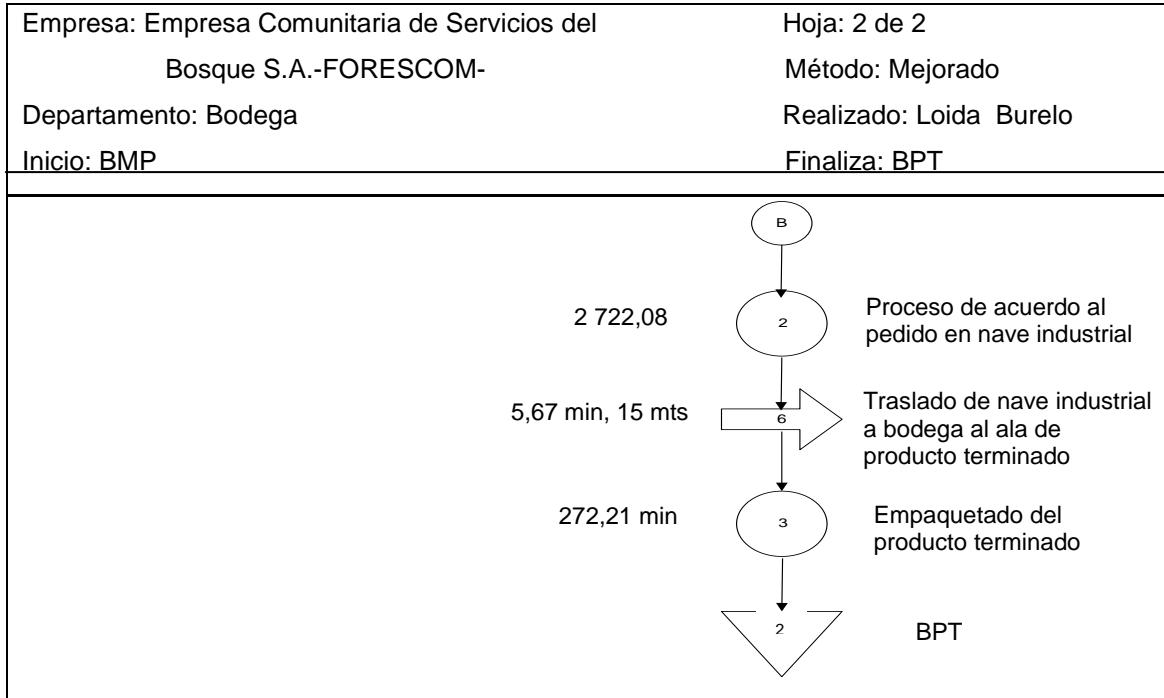 Empresa: Empresa Comunitaria de Servicios del
Bosque S.A.-FORESCOM-
Departamento: Bodega
Inicio: BMP
Hoja: 2 de 2
Método: Mejorado
Realizado: Loida Burelo
Finaliza: BPT
B
2 722,08
2
Proceso de acuerdo al
pedido en nave industrial
5,67 min, 15 mts
6
Traslado de nave industrial
a bodega al ala de
producto terminado
272,21 min
3
Empaquetado del
producto terminado
2
BPT